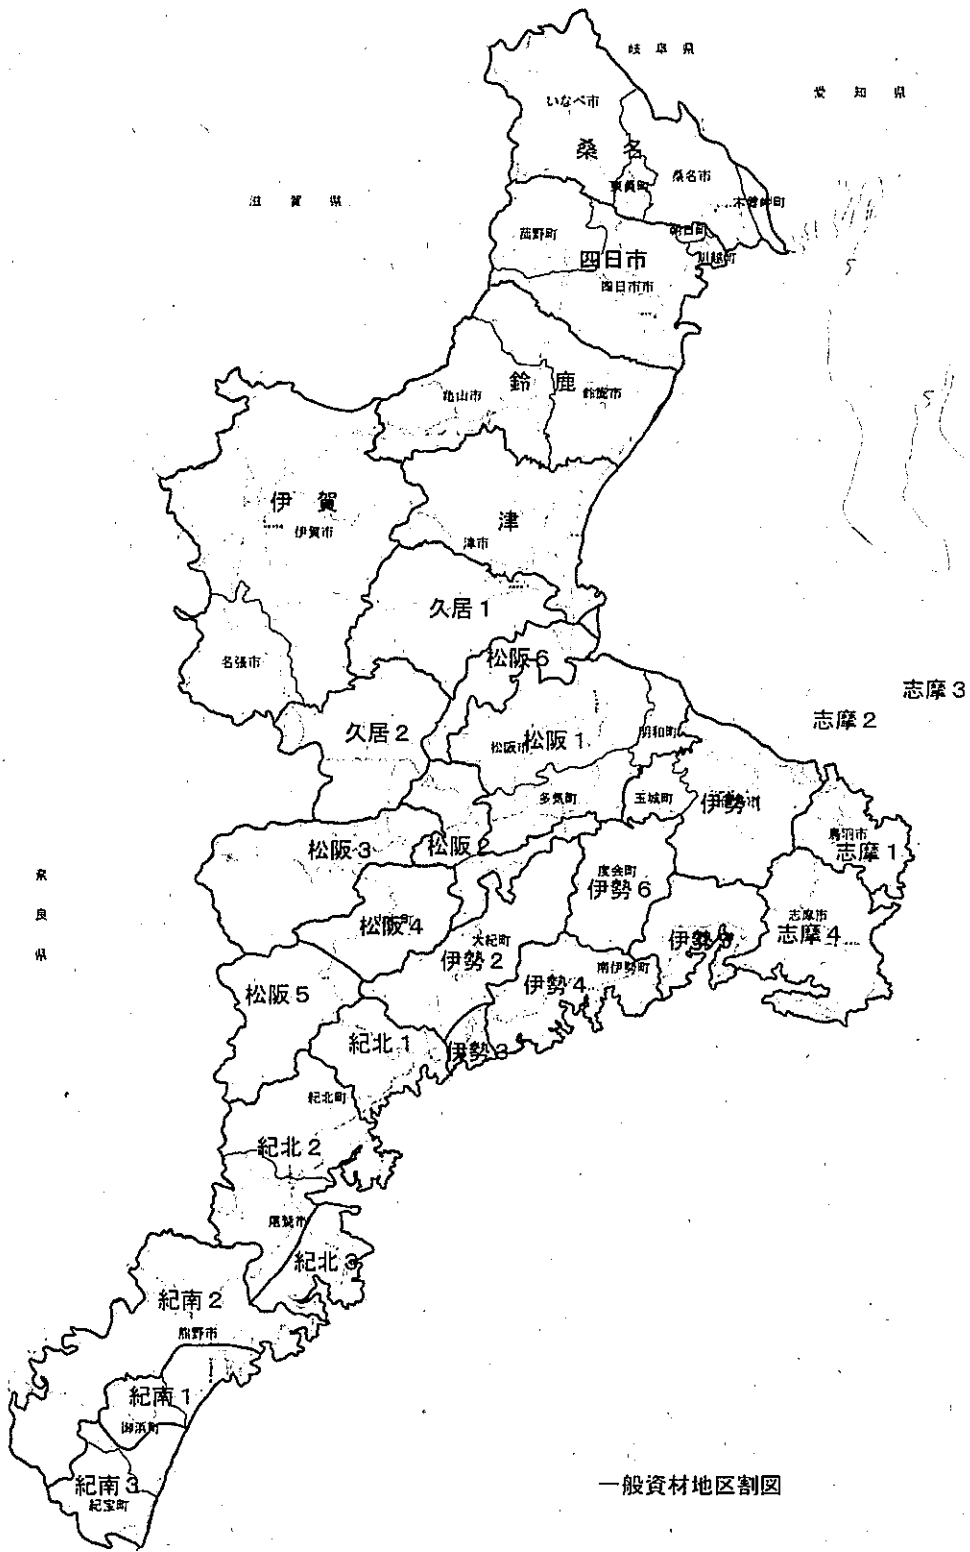 岐阜県
愛知県
いなべ市
桑名
桑名市
東員町
木曽岬町
滋賀県
菰野町
朝日町
川越町
四日市
四日市市
鈴鹿
亀山市
鈴鹿市
伊賀
伊賀市
津
津市
久居1
名張市
松阪6
志摩3
志摩2
久居2
松阪市
松阪1
明和町
多気町
玉城町
伊勢1
鳥羽市
志摩1
松阪3
松阪2
奈良県
度会町
伊勢6
松阪4
大紀町
伊勢2
志摩市
志摩4
南伊勢町
伊勢4
松阪5
紀北1
伊勢3
紀北町
紀北2
尾鷲市
紀北3
紀南2
熊野市
紀南1
御浜町
紀南3
紀宝町
一般資材地区割図